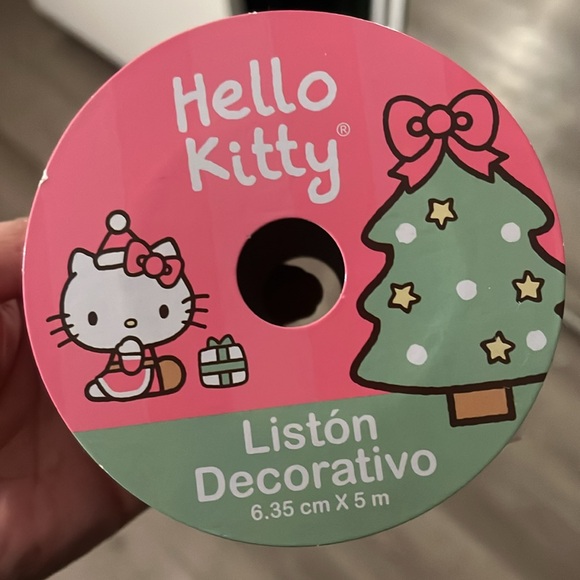 Hello
Kitty®
Listón
Decorativo
6.35 cm X 5 m